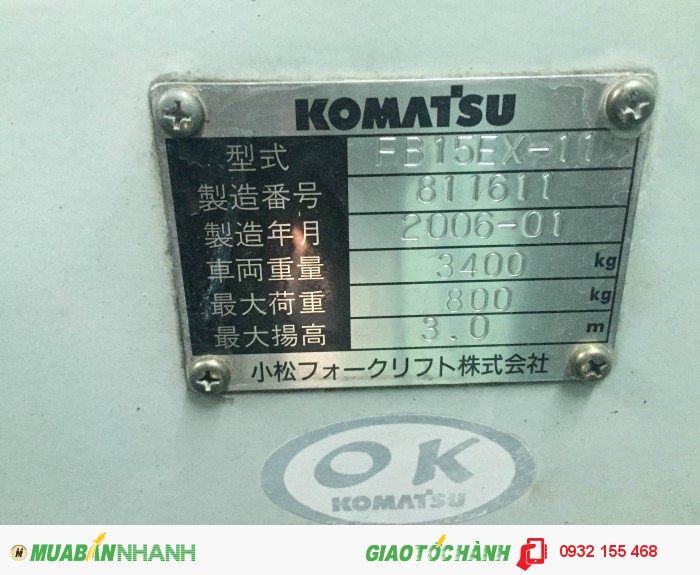 KOMATSU
型式 FB15EX-11
製造番号 811611
製造年月 2006-01
車両重量 3400 kg
最大荷重 800 kg
最大揚高 3.0 m
小松フォークリフト株式会社
OK
KOMATSU
MUABÁNNHANH GIAOTỔCHÀNH 0932 155 468